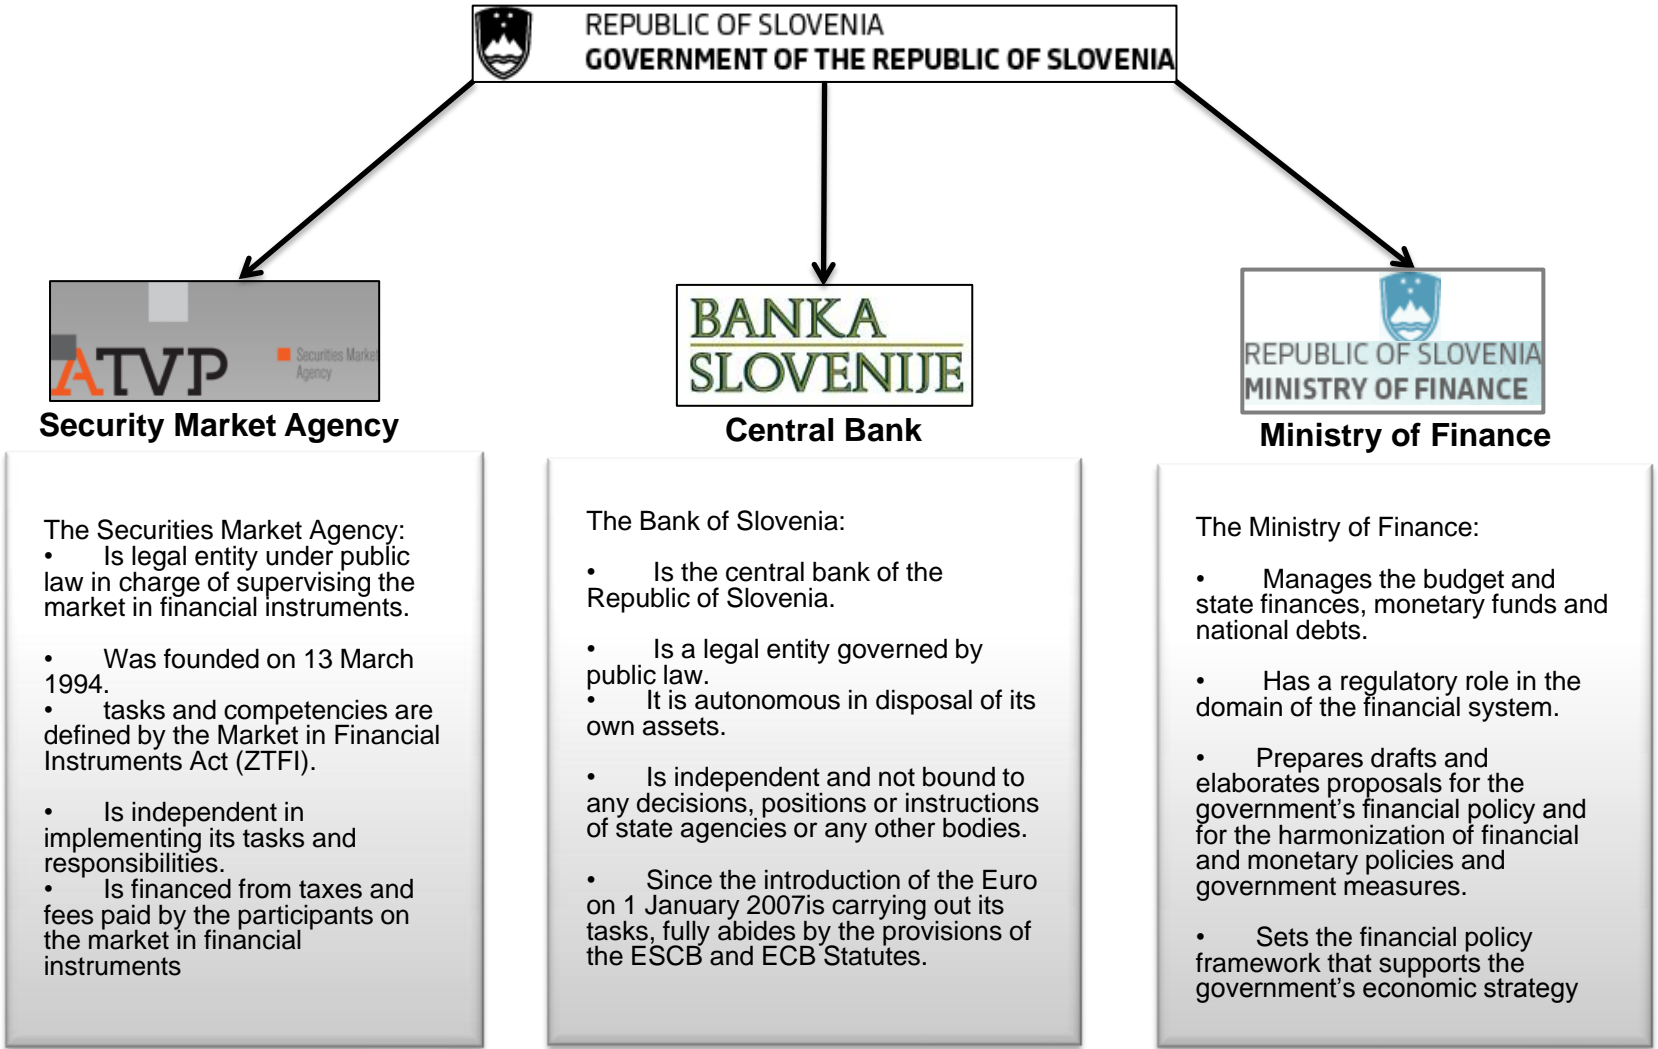 REPUBLIC OF SLOVENIA
GOVERNMENT OF THE REPUBLIC OF SLOVENIA
ATVP
Securities Market
Agency
Security Market Agency
The Securities Market Agency:
• Is legal entity under public
law in charge of supervising the
market in financial instruments.
• Was founded on 13 March
1994.
• tasks and competencies are
defined by the Market in Financial
Instruments Act (ZTFI).
• Is independent in
implementing its tasks and
responsibilities.
• Is financed from taxes and
fees paid by the participants on
the market in financial
instruments
BANKA
SLOVENIJE
Central Bank
The Bank of Slovenia:
• Is the central bank of the
Republic of Slovenia.
• Is a legal entity governed by
public law.
• It is autonomous in disposal of its
own assets.
• Is independent and not bound to
any decisions, positions or instructions
of state agencies or any other bodies.
• Since the introduction of the Euro
on 1 January 2007is carrying out its
tasks, fully abides by the provisions of
the ESCB and ECB Statutes.
REPUBLIC OF SLOVENIA
MINISTRY OF FINANCE
Ministry of Finance
The Ministry of Finance:
• Manages the budget and
state finances, monetary funds and
national debts.
• Has a regulatory role in the
domain of the financial system.
• Prepares drafts and
elaborates proposals for the
government’s financial policy and
for the harmonization of financial
and monetary policies and
government measures.
• Sets the financial policy
framework that supports the
government’s economic strategy